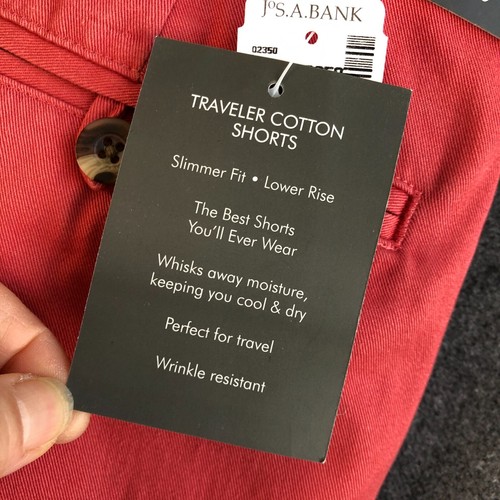 JoS.A.BANK
02350
TRAVELER COTTON
SHORTS
Slimmer Fit • Lower Rise
The Best Shorts
You'll Ever Wear
Whisks away moisture,
keeping you cool & dry
Perfect for travel
Wrinkle resistant